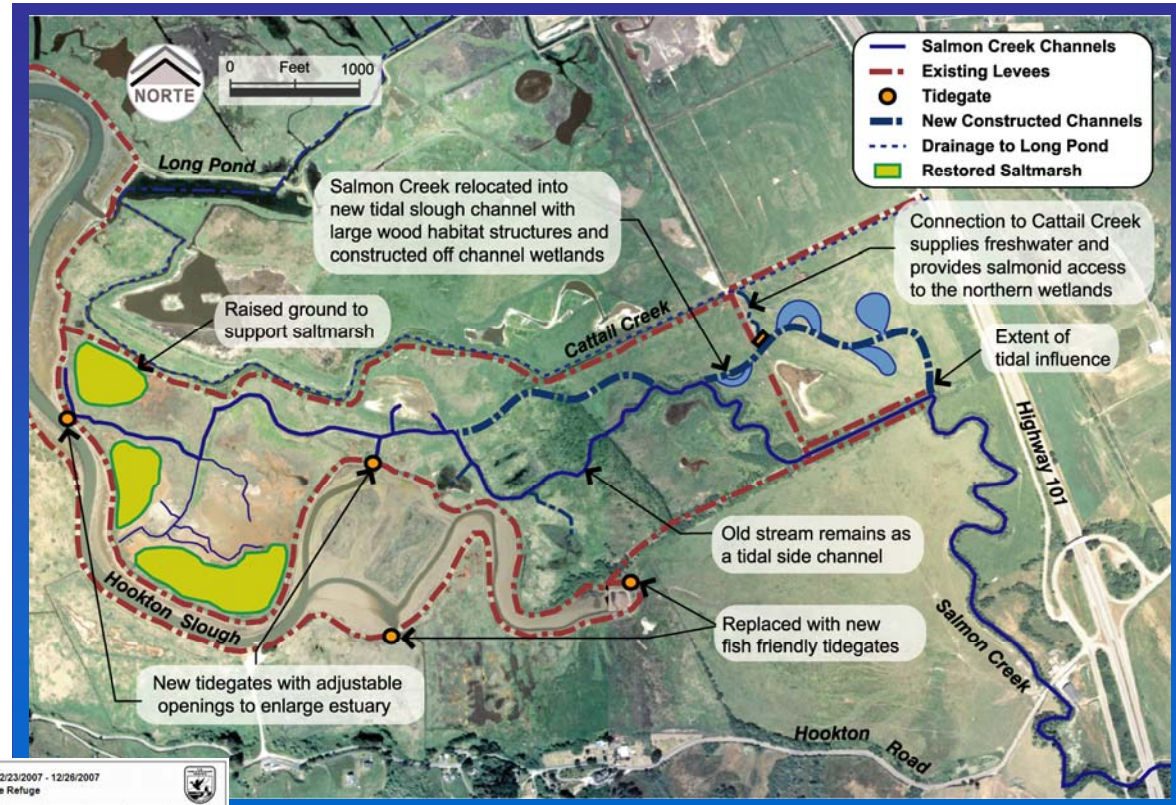 NORTE
0 Feet 1000
Salmon Creek Channels
Existing Levees
Tidegate
New Constructed Channels
Drainage to Long Pond
Restored Saltmarsh
Long Pond
Salmon Creek relocated into
new tidal slough channel with
large wood habitat structures and
constructed off channel wetlands
Connection to Cattail Creek
supplies freshwater and
provides salmonid access
to the northern wetlands
Raised ground to
support saltmarsh
Cattail Creek
Extent of
tidal influence
Highway 101
Old stream remains as
a tidal side channel
Hookton Slough
Salmon Creek
Replaced with new
fish friendly tidegates
New tidegates with adjustable
openings to enlarge estuary
Hookton Road
2/23/2007 - 12/26/2007
e Refuge